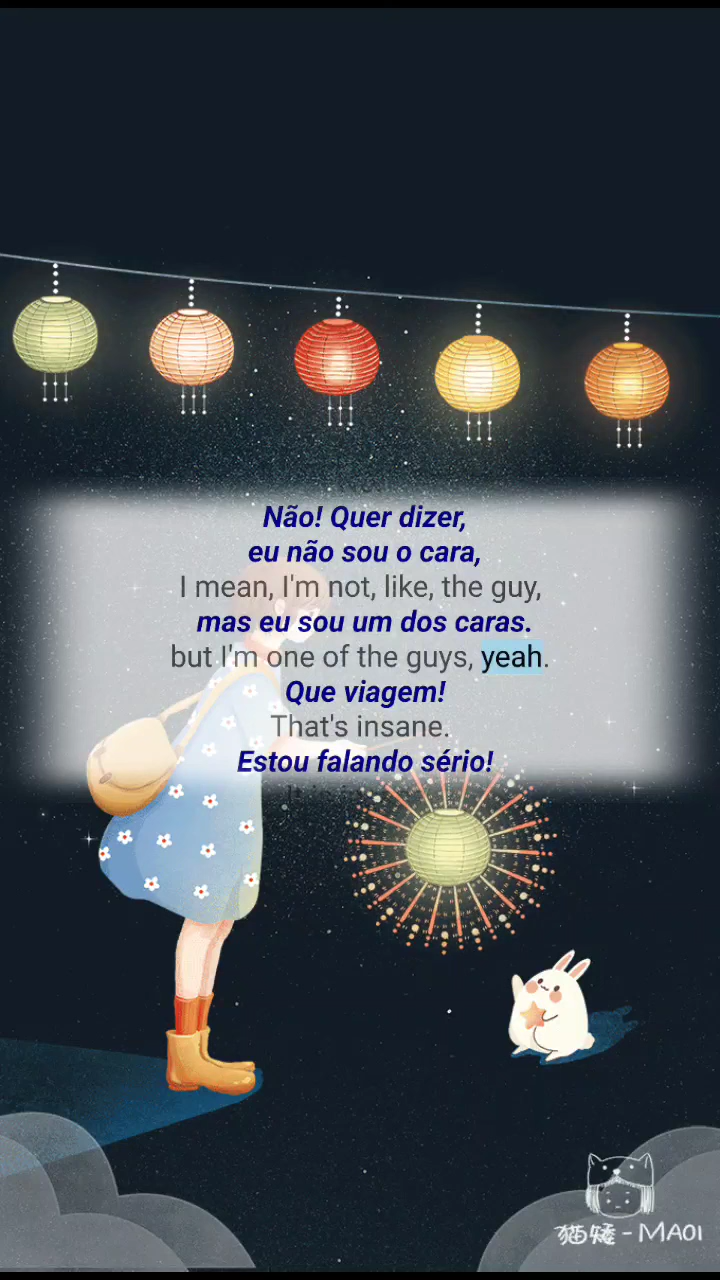 Não! Quer dizer,
eu não sou o cara,
I mean, I'm not, like, the guy,
mas eu sou um dos caras.
but I'm one of the guys, yeah.
Que viagem!
That's insane.
Estou falando sério!
猫矮-MAOI